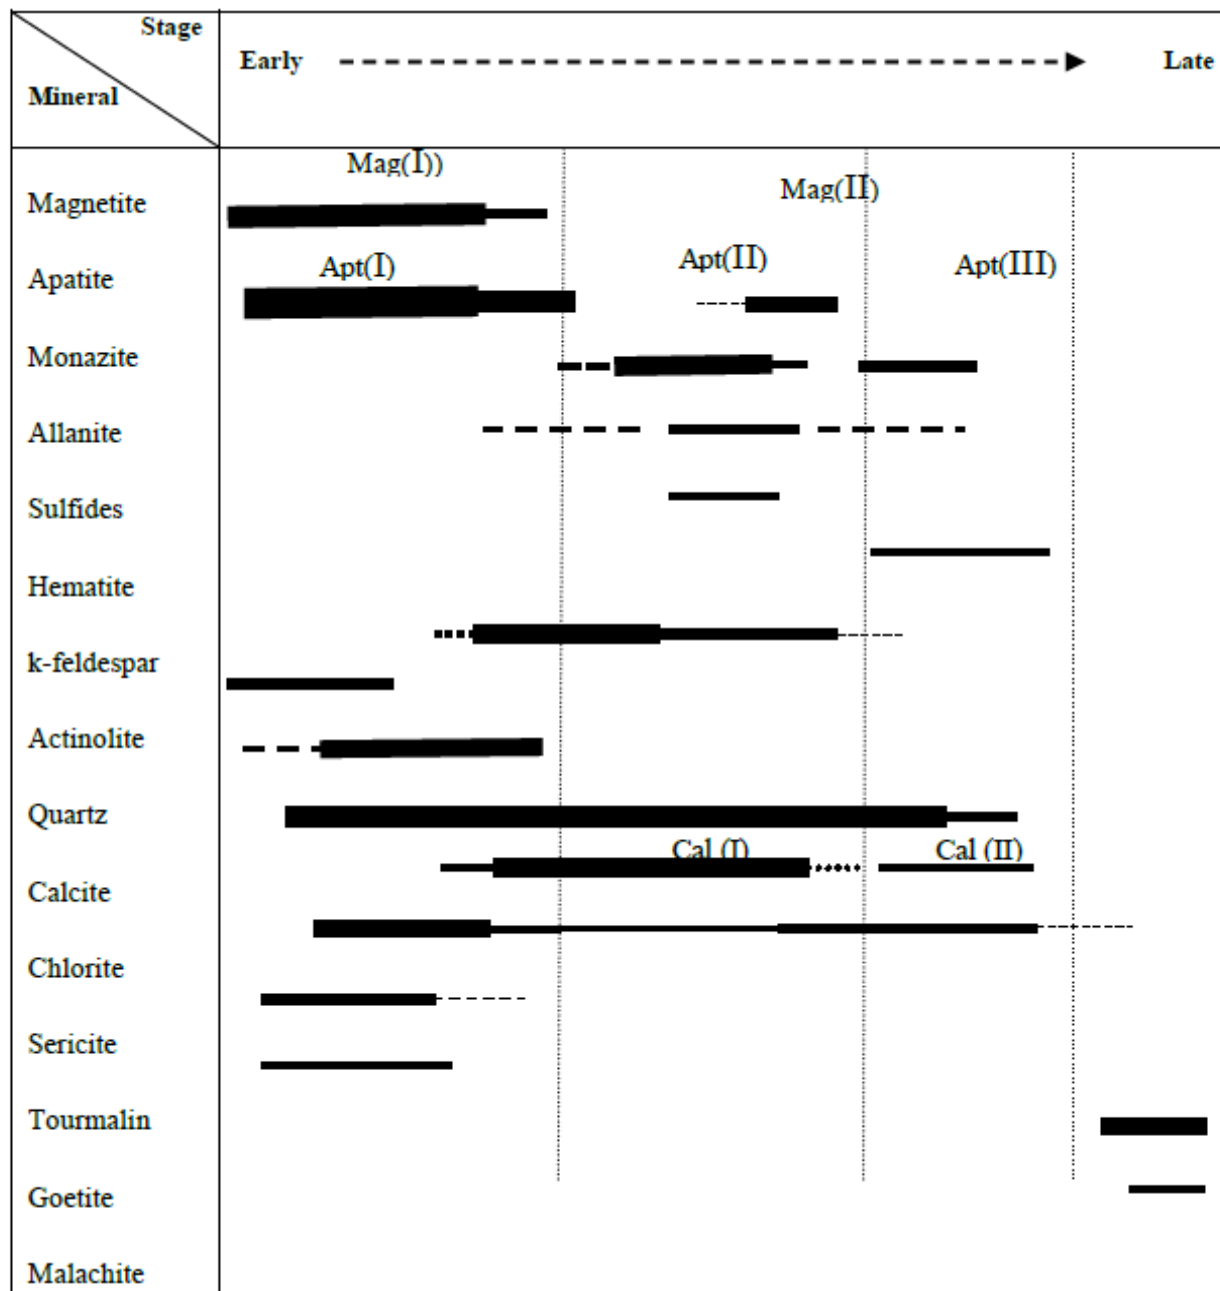 Stage
Early Late
Mineral
Mag(I))
Mag(II)
Magnetite
Apt(I) Apt(II) Apt(III)
Apatite
Monazite
Allanite
Sulfides
Hematite
k-feldespar
Actinolite
Quartz
Cal (I) Cal (II)
Calcite
Chlorite
Sericite
Tourmalin
Goetite
Malachite